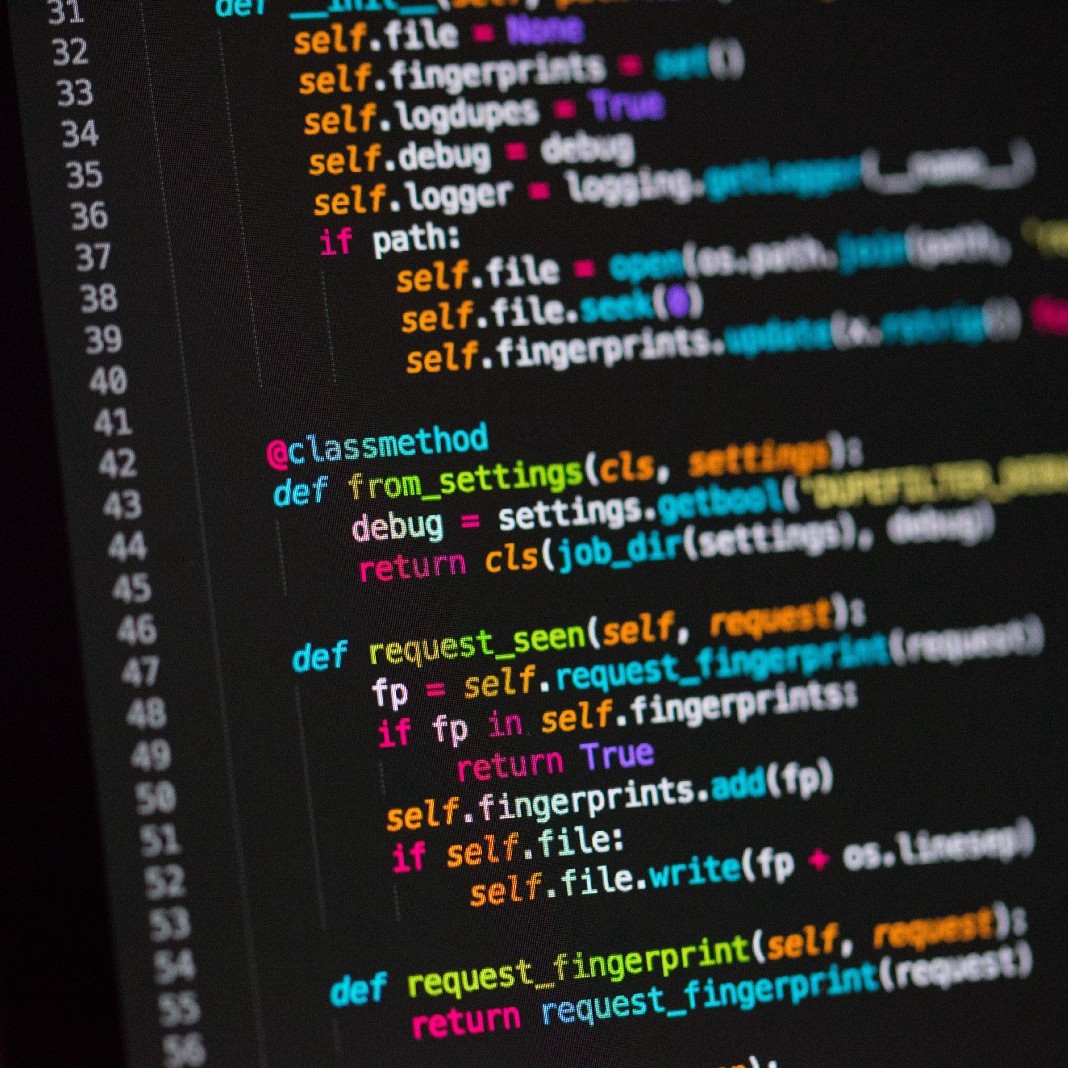 31 def __init__(self,
32 self.file = None
33 self.fingerprints = set()
34 self.logdupes = True
35 self.debug = debug
36 self.logger = logging.getLogger(__name__)
37 if path:
38 self.file = open(os.path.join(path,
39 self.file.seek(0)
40 self.fingerprints.update(x.rstrip() for
41
42 @classmethod
43 def from_settings(cls, settings):
44 debug = settings.getbool(
45 return cls(job_dir(settings), debug)
46
47 def request_seen(self, request):
48 fp = self.request_fingerprint(request)
49 if fp in self.fingerprints:
50 return True
51 self.fingerprints.add(fp)
52 if self.file:
53 self.file.write(fp + os.linesep)
54
55 def request_fingerprint(self, request):
56 return request_fingerprint(request)